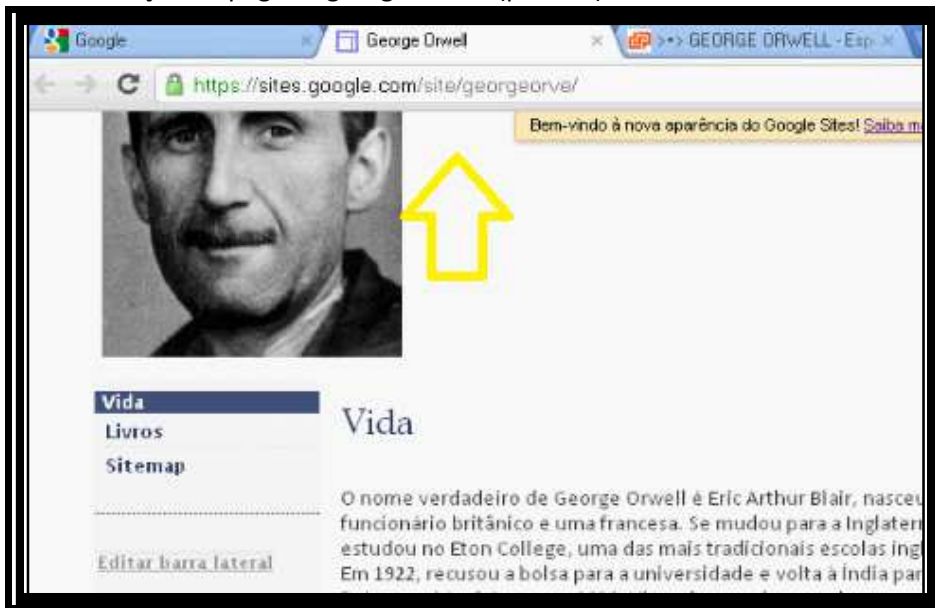 Google
George Orwell
>•> GEORGE ORWELL - Esp
https://sites.google.com/site/georgeorve/
Bem-vindo à nova aparência do Google Sites! Saiba m
Vida
Livros
Sitemap
Editar barra lateral
Vida
O nome verdadeiro de George Orwell é Eric Arthur Blair, nasceu
funcionário britânico e uma francesa. Se mudou para a Inglater
estudou no Eton College, uma das mais tradicionais escolas ing
Em 1922, recusou a bolsa para a universidade e volta à Índia par